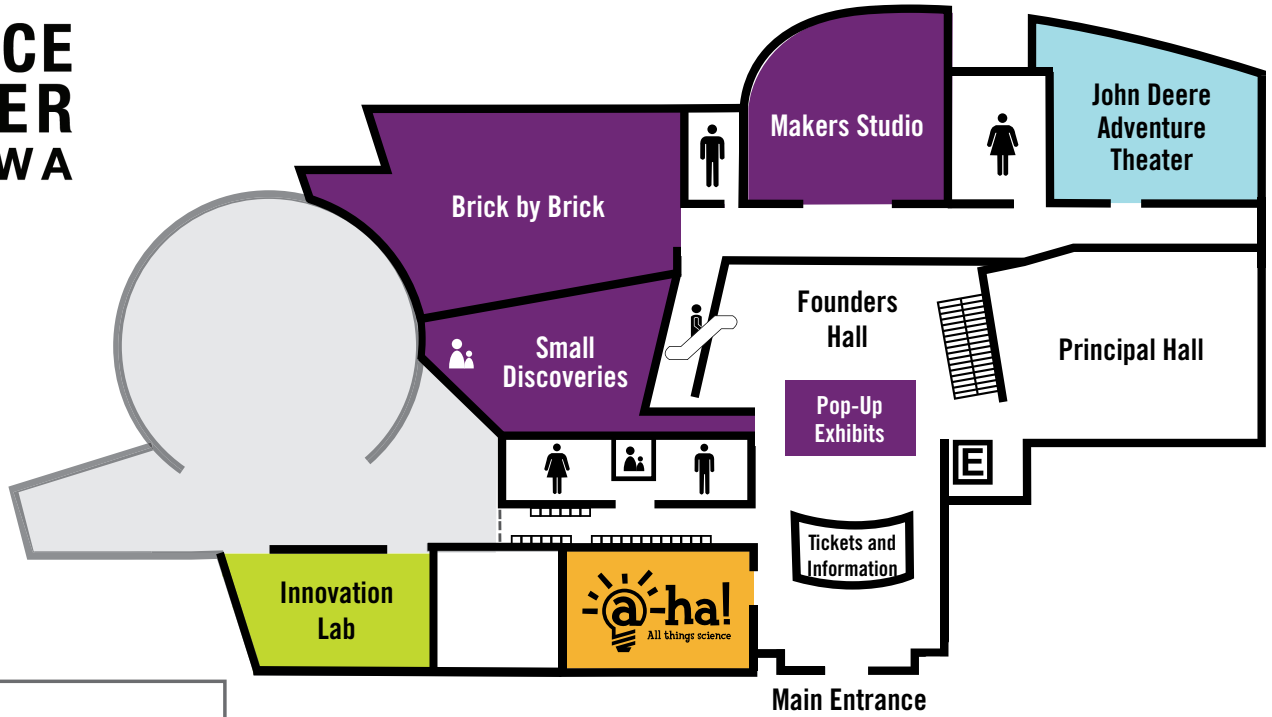 CE
ER
WA
Makers Studio
John Deere
Adventure
Theater
Brick by Brick
Founders
Hall
Small
Discoveries
Principal Hall
Pop-Up
Exhibits
E
Tickets and
Information
Innovation
Lab
a-ha!
All things science
Main Entrance